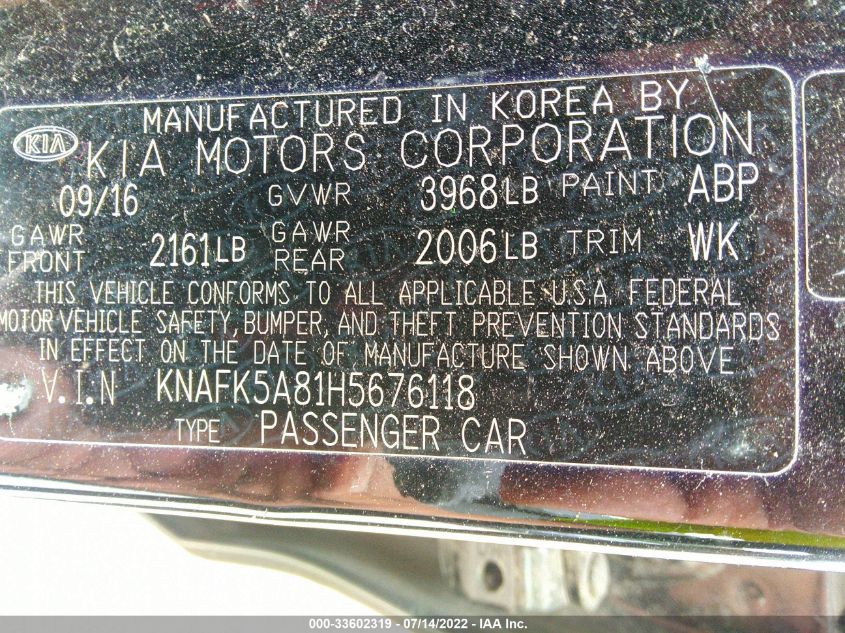 MANUFACTURED IN KOREA BY
KIA KIA MOTORS CORPORATION
09/16 GVWR 3968LB PAINT ABP
GAWR FRONT 2161LB GAWR REAR 2006LB TRIM WK
THIS VEHICLE CONFORMS TO ALL APPLICABLE U.S.A. FEDERAL
MOTOR VEHICLE SAFETY, BUMPER, AND THEFT PREVENTION STANDARDS
IN EFFECT ON THE DATE OF MANUFACTURE SHOWN ABOVE
V.I.N KNAFK5A81H5676118
TYPE PASSENGER CAR
000-33602319 - 07/14/2022 - IAAI.com